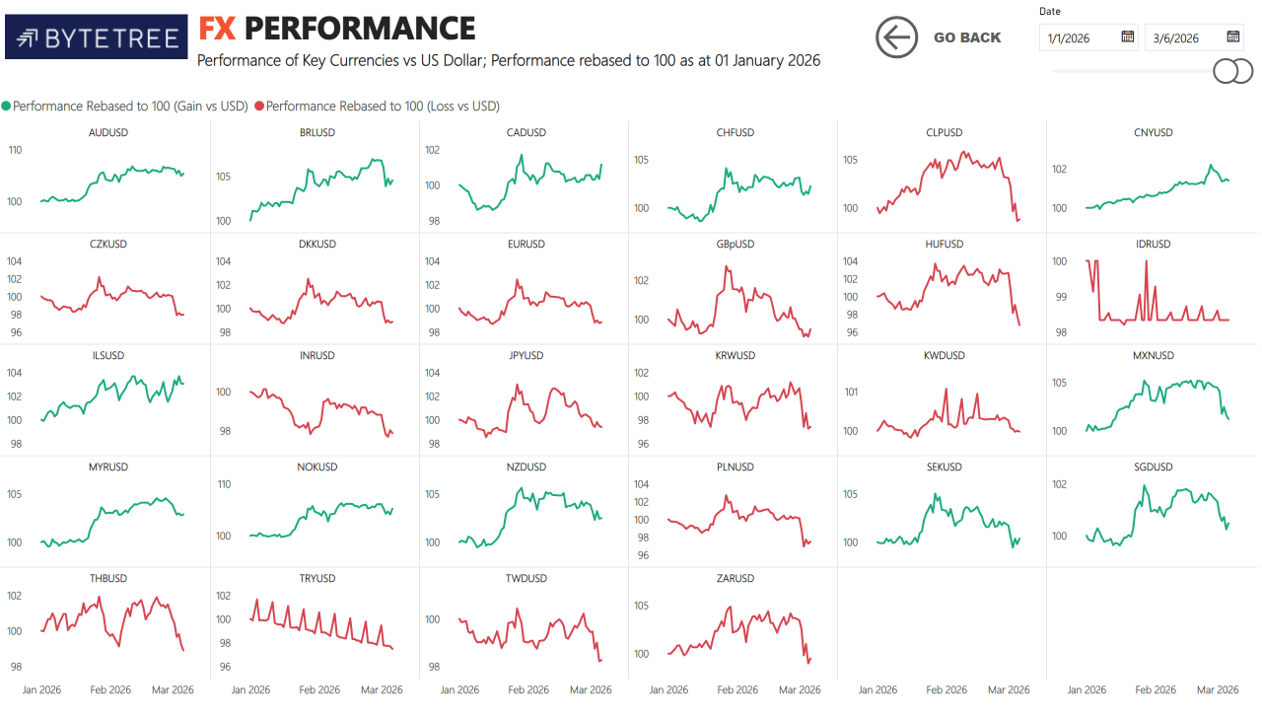 BYTETREE
FX PERFORMANCE
Performance of Key Currencies vs US Dollar; Performance rebased to 100 as at 01 January 2026
GO BACK
Date
1/1/2026
3/6/2026
Performance Rebased to 100 (Gain vs USD) Performance Rebased to 100 (Loss vs USD)
AUDUSD
110
100
BRLUSD
105
100
CADUSD
102
100
98
CHFUSD
105
100
CLPUSD
105
100
CNYUSD
102
100
CZKUSD
104
102
100
98
96
DKKUSD
104
102
100
98
EURUSD
104
102
100
98
GBpUSD
102
100
HUFUSD
104
102
100
98
96
IDRUSD
100
99
98
ILSUSD
104
102
100
98
INRUSD
100
98
JPYUSD
104
102
100
98
KRWUSD
102
100
98
96
KWDUSD
101
100
MXNUSD
105
100
MYRUSD
105
100
NOKUSD
110
100
NZDUSD
105
100
PLNUSD
104
102
100
98
96
SEKUSD
105
100
SGDUSD
102
100
THBUSD
102
100
98
TRYUSD
102
100
98
96
TWDUSD
100
98
ZARUSD
105
100
Jan 2026 Feb 2026 Mar 2026
Jan 2026 Feb 2026 Mar 2026
Jan 2026 Feb 2026 Mar 2026
Jan 2026 Feb 2026 Mar 2026
Jan 2026 Feb 2026 Mar 2026
Jan 2026 Feb 2026 Mar 2026